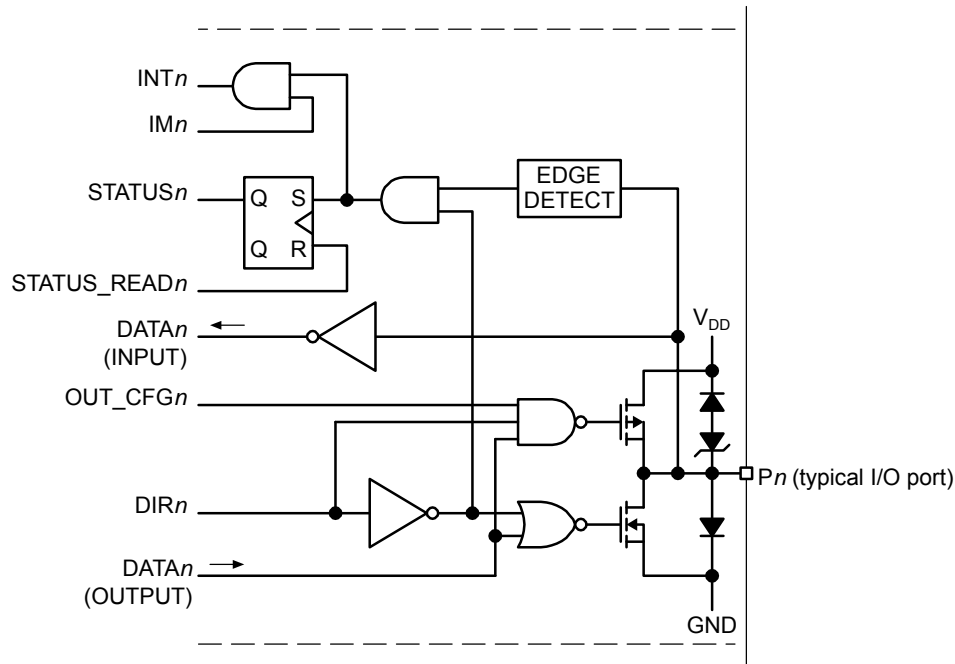 INTn
IMn
STATUSn
Q S
Q R
EDGE
DETECT
STATUS_READn
DATAn
(INPUT)
VDD
OUT_CFGn
Pn (typical I/O port)
DIRn
DATAn
(OUTPUT)
GND